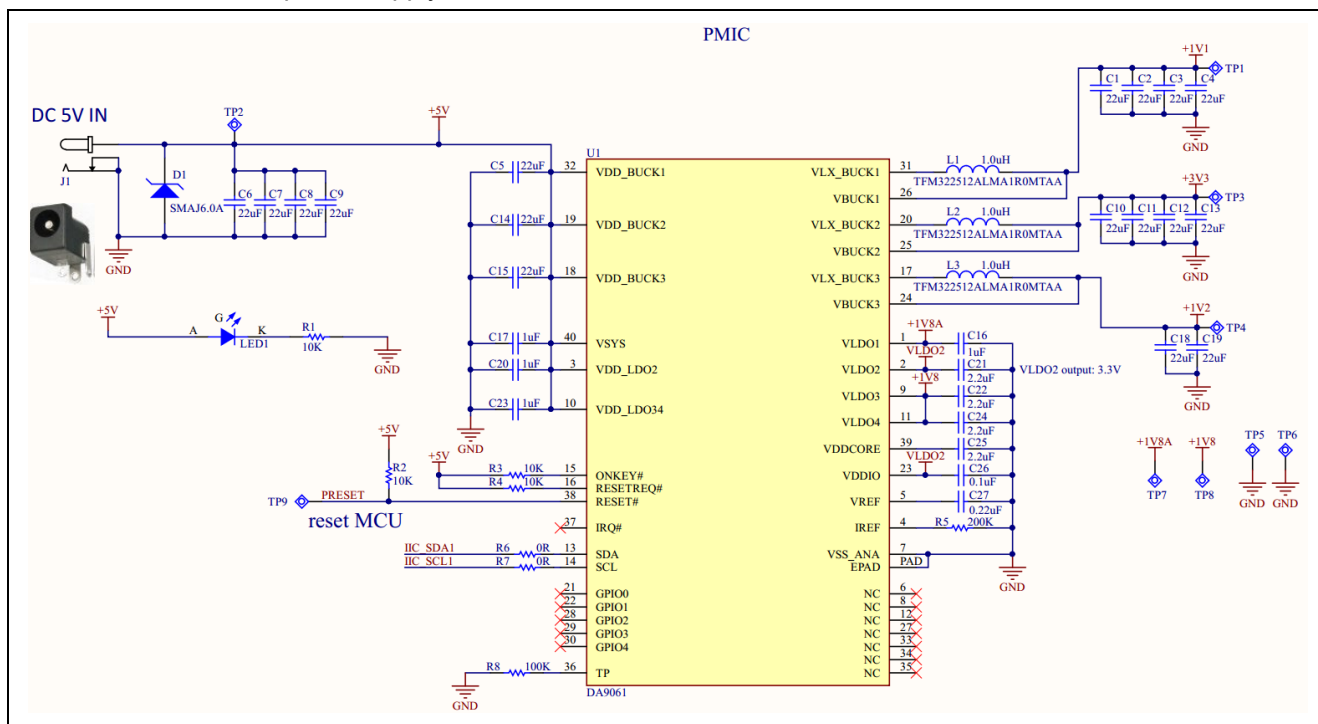 PMIC
DC 5V IN
J1
TP2
+5V
D1
SMAJ6.0A
C6
22uF
C7
22uF
C8
22uF
C9
22uF
GND
+5V
A
G
K
LED1
R1
10K
GND
C5 22uF 32
C14 22uF 19
C15 22uF 18
C17 1uF 40
C20 1uF 3
C23 1uF 10
GND
+5V
R2
10K
+5V
R3 10K 15
R4 10K 16
38
TP9 PRESET
reset MCU
37
IIC_SDA1 R6 0R 13
IIC_SCL1 R7 0R 14
21
22
28
29
30
R8 100K 36
GND
U1
VDD_BUCK1
VDD_BUCK2
VDD_BUCK3
VSYS
VDD_LDO2
VDD_LDO34
ONKEY#
RESETREQ#
RESET#
IRQ#
SDA
SCL
GPIO0
GPIO1
GPIO2
GPIO3
GPIO4
TP
DA9061
VLX_BUCK1
VBUCK1
VLX_BUCK2
VBUCK2
VLX_BUCK3
VBUCK3
VLDO1
VLDO2
VLDO3
VLDO4
VDDCORE
VDDIO
VREF
IREF
VSS_ANA
EPAD
NC
NC
NC
NC
NC
NC
NC
31 L1 1.0uH
TFM322512ALMA1R0MTAA
26
20 L2 1.0uH
TFM322512ALMA1R0MTAA
25
17 L3 1.0uH
TFM322512ALMA1R0MTAA
24
+1V8A
1 C16
1uF
VLDO2
2 C21
2.2uF
VLDO2 output: 3.3V
+1V8
9 C22
2.2uF
11 C24
2.2uF
39 C25
2.2uF
VLDO2
23 C26
0.1uF
5 C27
0.22uF
4 R5 200K
7
PAD
GND
6
8
12
27
33
34
35
+1V1
TP1
C1
22uF
C2
22uF
C3
22uF
C4
22uF
GND
+3V3
TP3
C10
22uF
C11
22uF
C12
22uF
C13
22uF
GND
+1V2
TP4
C18
22uF
C19
22uF
GND
+1V8A
TP7
+1V8
TP8
TP5
GND
TP6
GND